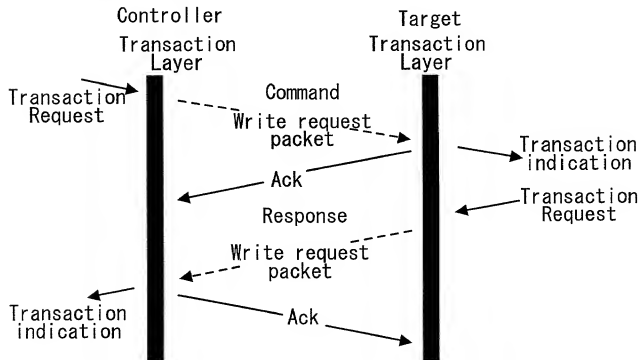 Controller
Target
Transaction
Layer
Transaction
Layer
Transaction
Request
Command
Write request
packet
Transaction
indication
Ack
Transaction
Request
Response
Write request
packet
Transaction
indication
Ack